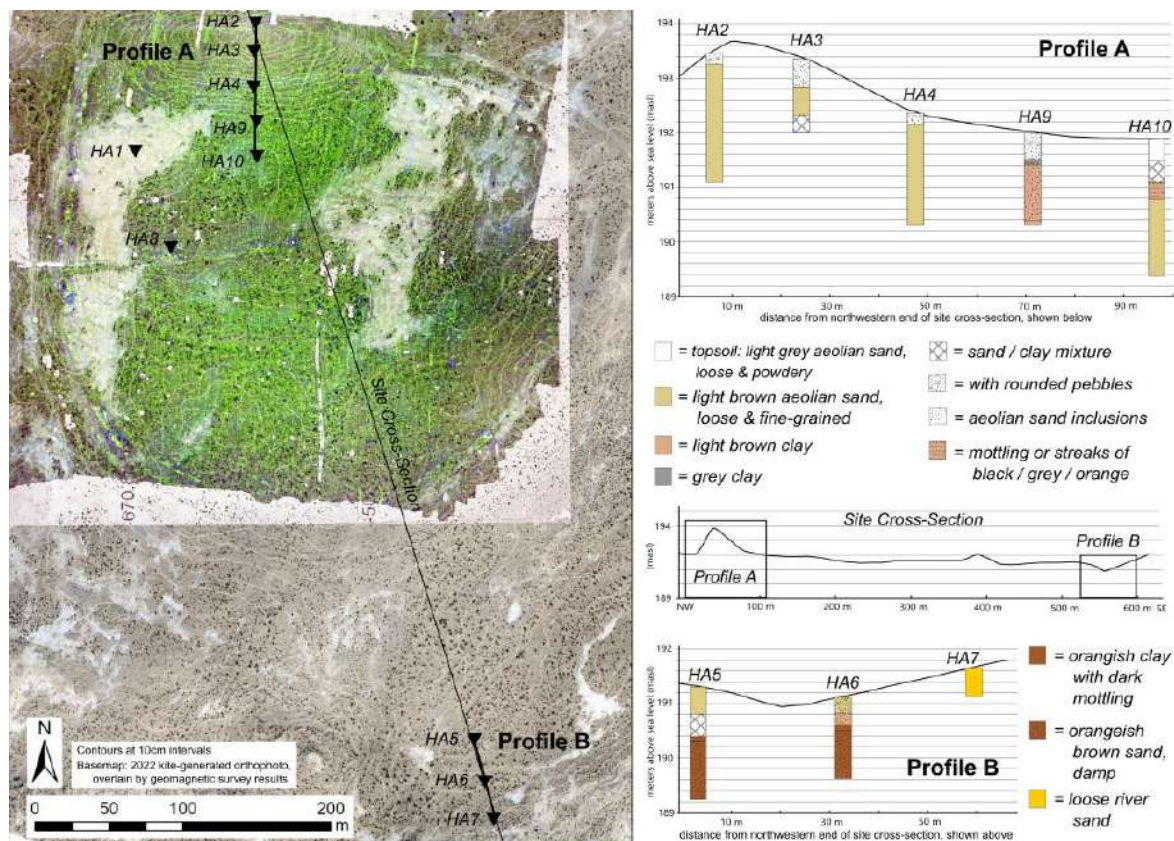 HA2
Profile A
HA3
HA4
HA9
HA1
HA10
HA8
Site Cross-Section
670.
HA5
Profile B
HA6
HA7
N
Contours at 10cm intervals
Basemap: 2022 kite-generated orthophoto,
overlain by geomagnetic survey results.
0 50 100 200
m
Profile A
HA2
HA3
HA4
HA9
HA10
meters above sea level (masl)
194
193
192
191
190
189
10 m 30 m 50 m 70 m 90 m
distance from northwestern end of site cross-section, shown below
= topsoil: light grey aeolian sand,
loose & powdery
= light brown aeolian sand,
loose & fine-grained
= light brown clay
= grey clay
= sand / clay mixture
= with rounded pebbles
= aeolian sand inclusions
= mottling or streaks of
black / grey / orange
Site Cross-Section
194
(masl)
189
Profile A
Profile B
NW 100 m 200 m 300 m 400 m 500 m 600 m SE
192
191
190
189
meters above sea level (masl)
HA5
HA6
HA7
Profile B
10 m 30 m 50 m
distance from northwestern end of site cross-section, shown above
= orangish clay
with dark
mottling
= orangeish
brown sand,
damp
= loose river
sand